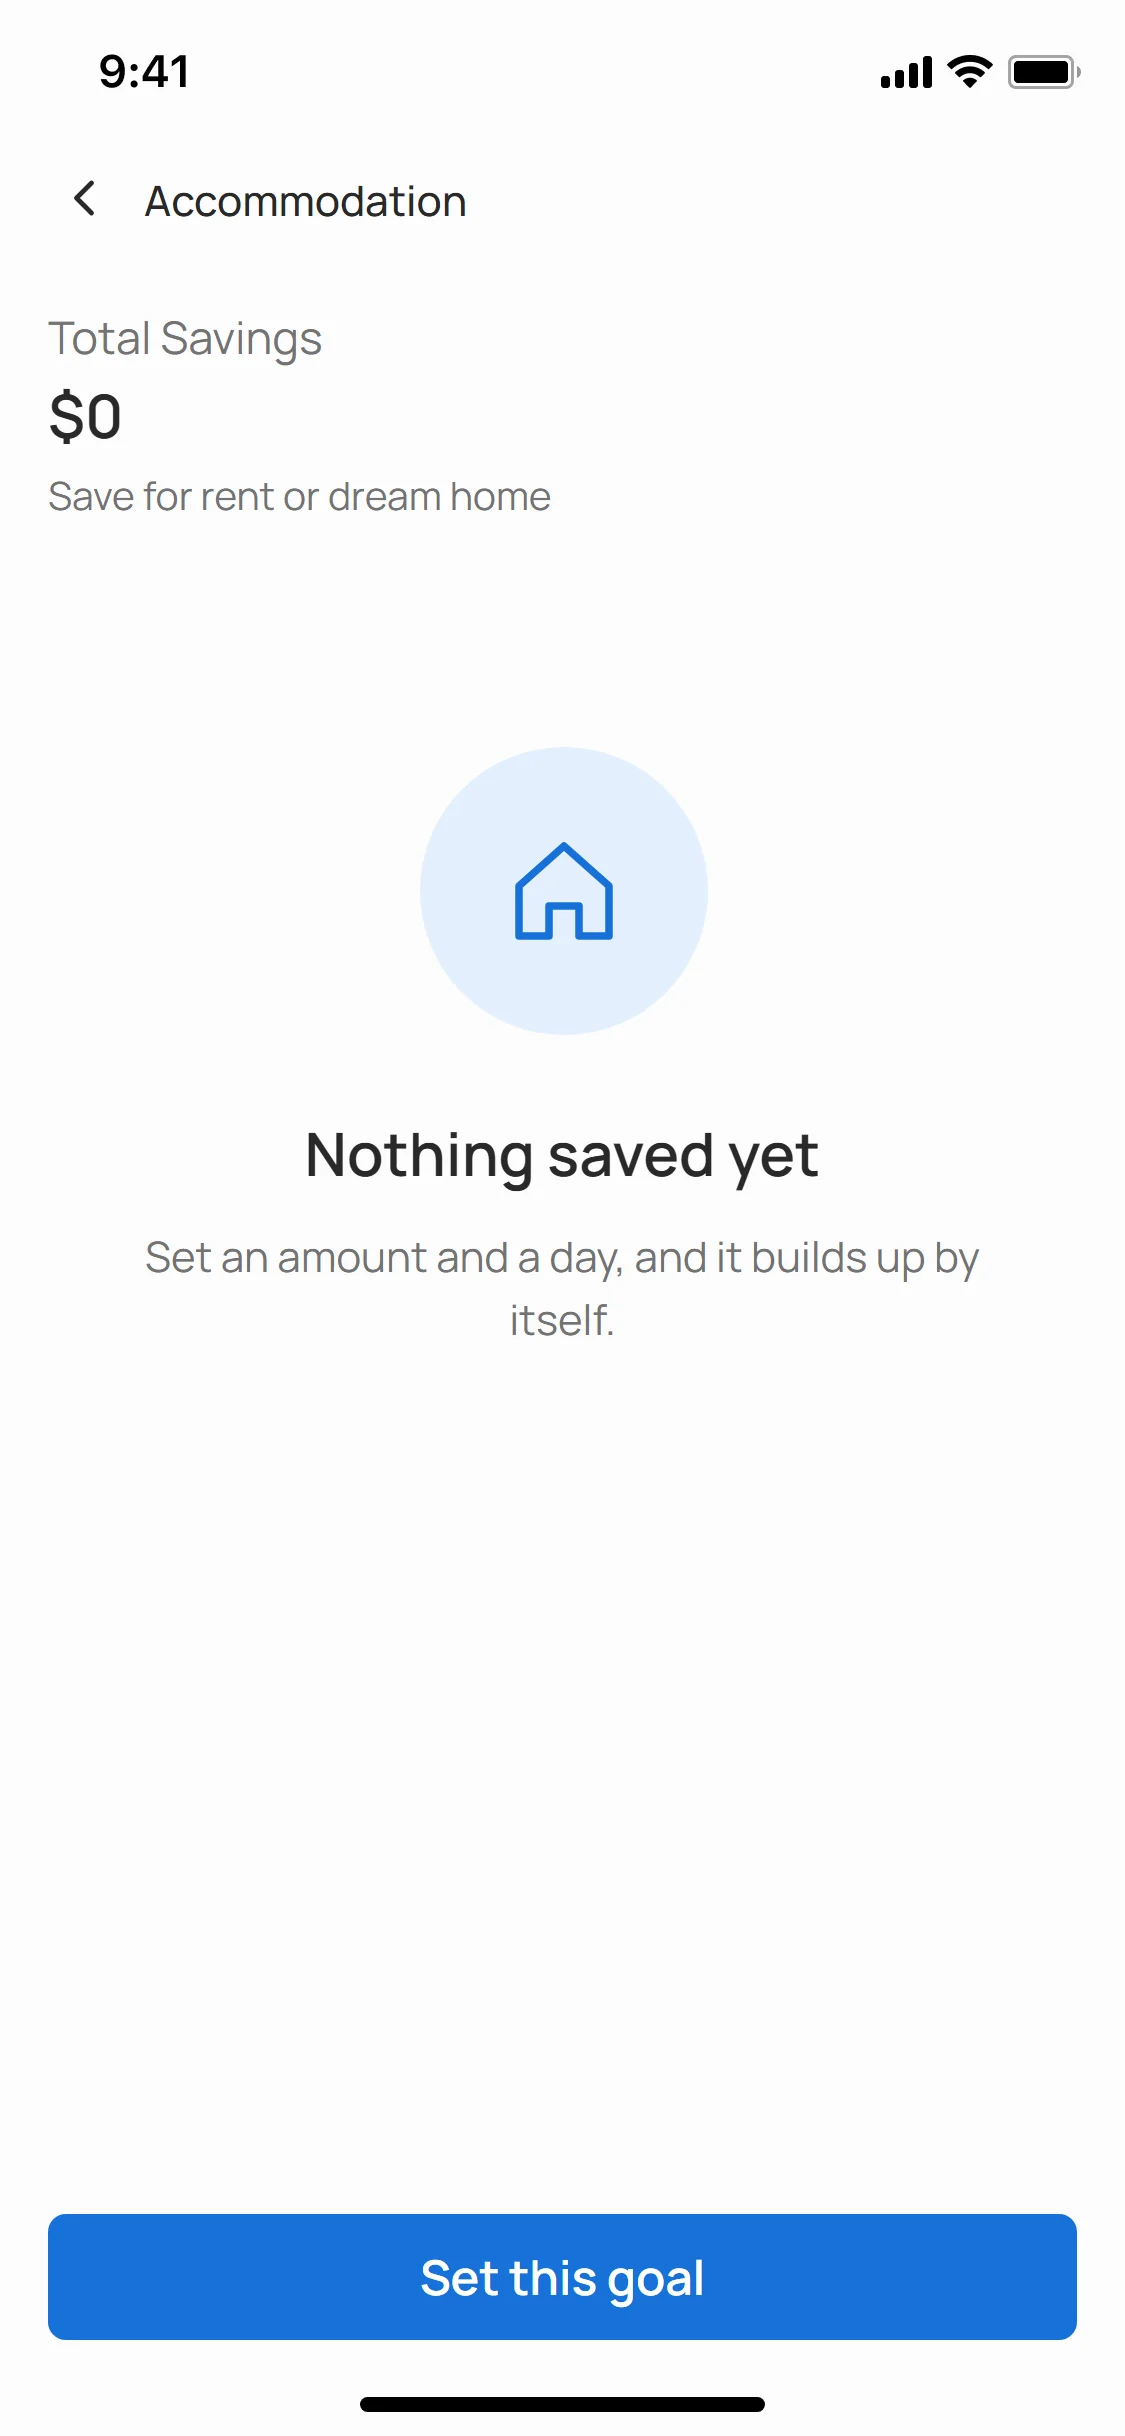 9:41
Accommodation
Total Savings
$0
Save for rent or dream home
Nothing saved yet
Set an amount and a day, and it builds up by
itself.
Set this goal